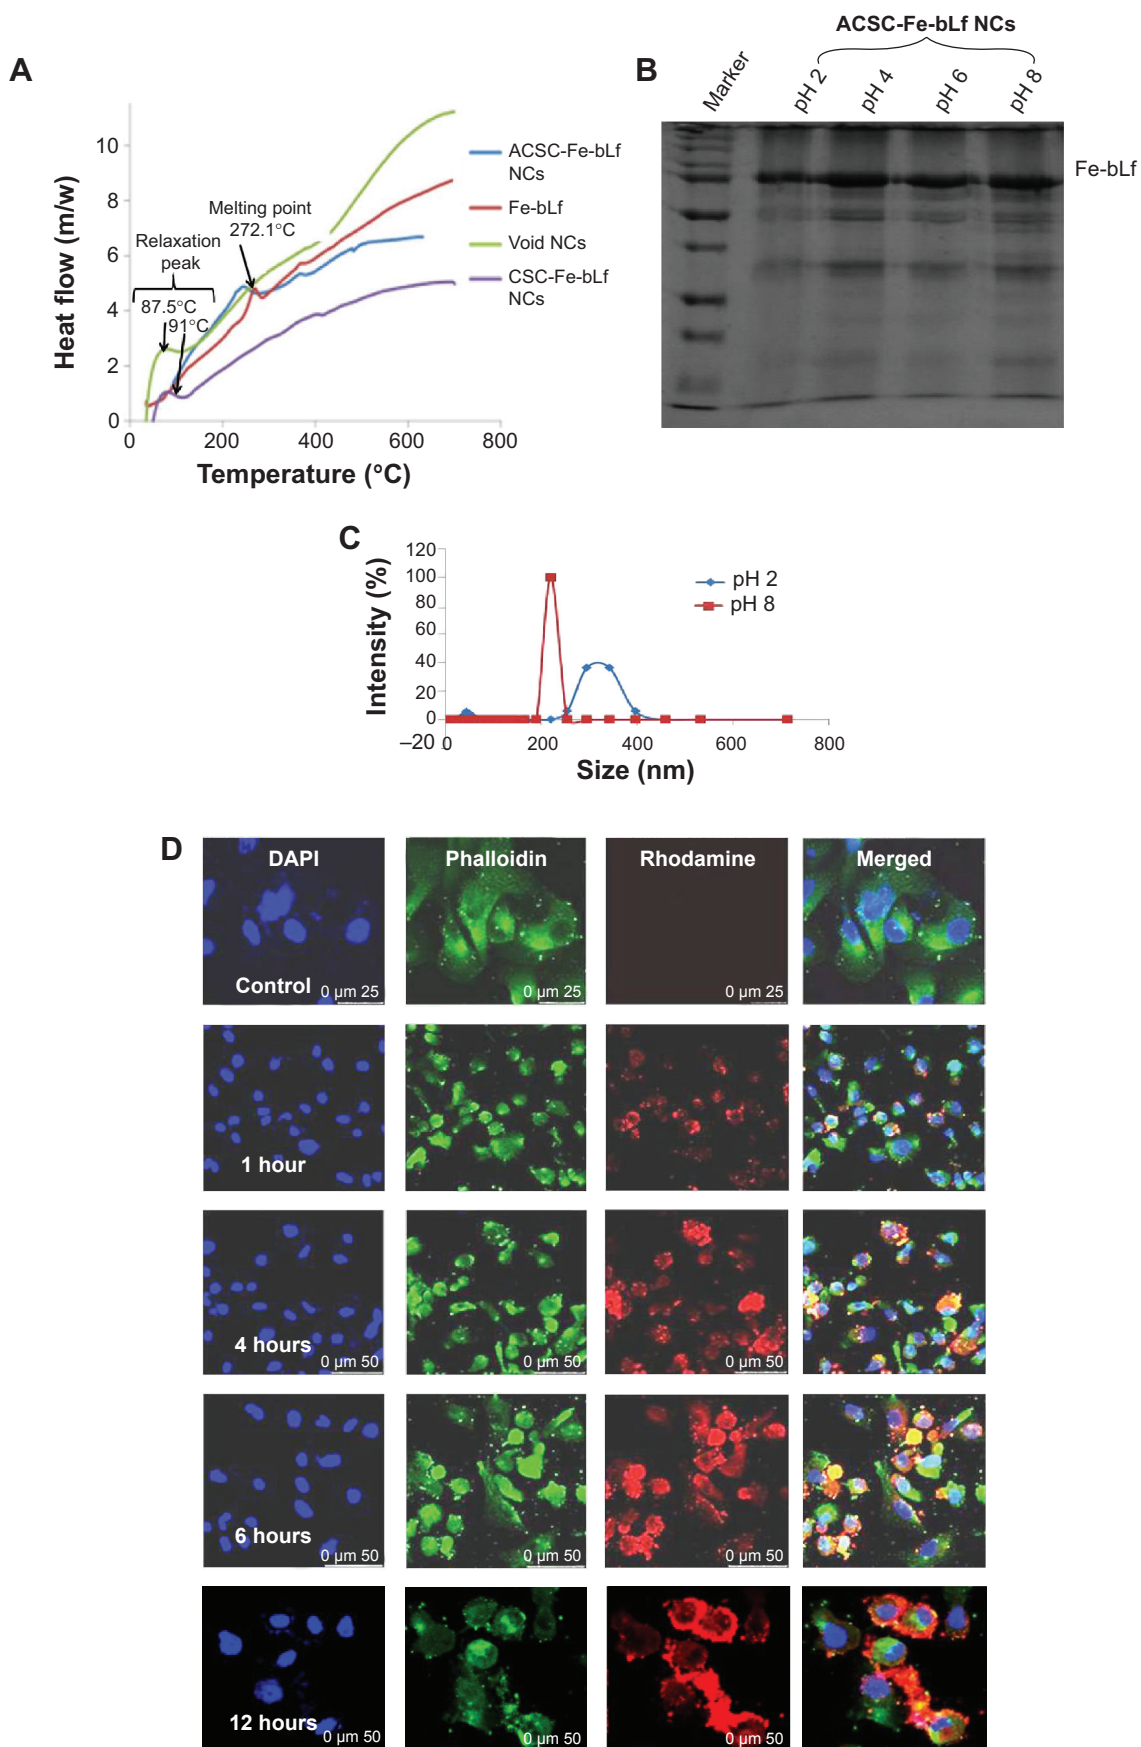 A
Heat flow (m/w)
10
8
6
4
2
0
0 200 400 600 800
Temperature (°C)
Relaxation
peak
87.5°C
91°C
Melting point
272.1°C
ACSC-Fe-bLf
NCs
Fe-bLf
Void NCs
CSC-Fe-bLf
NCs
B
ACSC-Fe-bLf NCs
Marker
pH 2
pH 4
pH 6
pH 8
Fe-bLf
C
Intensity (%)
120
100
80
60
40
20
0
–20
0 200 400 600 800
Size (nm)
pH 2
pH 8
D
DAPI Phalloidin Rhodamine Merged
Control
0 µm 25 0 µm 25 0 µm 25
1 hour
4 hours
0 µm 50 0 µm 50 0 µm 50
6 hours
0 µm 50 0 µm 50 0 µm 50
12 hours
0 µm 50 0 µm 50 0 µm 50